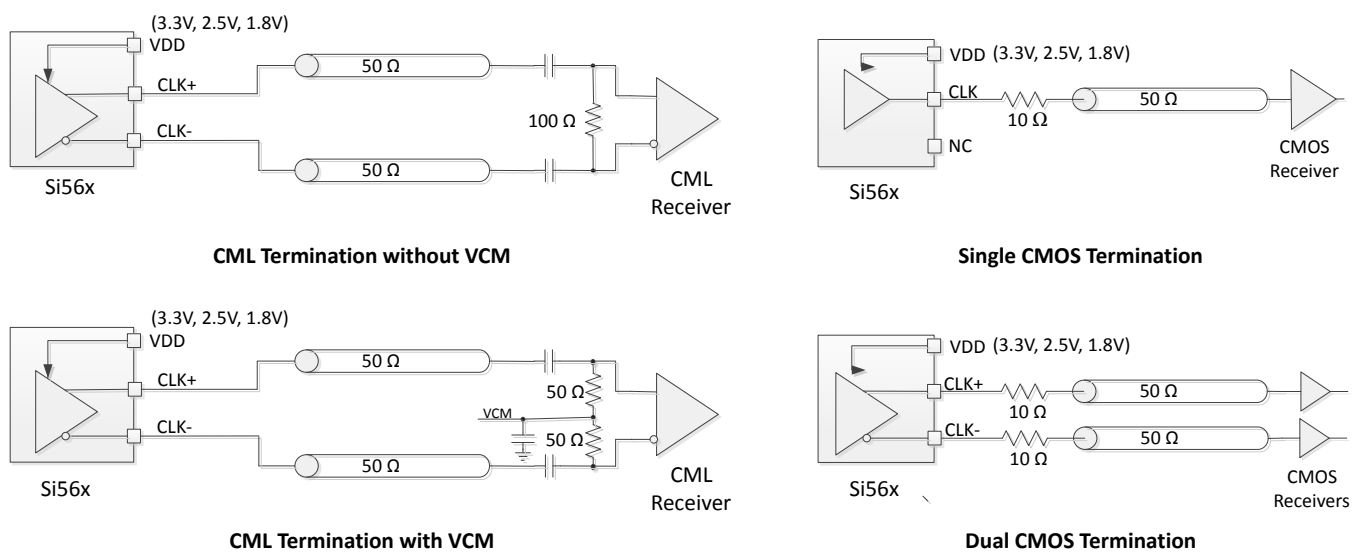 (3.3V, 2.5V, 1.8V)
VDD
CLK+
50 Ω
100 Ω
CLK-
50 Ω
Si56x
CML
Receiver
CML Termination without VCM
VDD (3.3V, 2.5V, 1.8V)
CLK
10 Ω
50 Ω
NC
CMOS
Receiver
Si56x
Single CMOS Termination
(3.3V, 2.5V, 1.8V)
VDD
CLK+
50 Ω
50 Ω
VCM
50 Ω
CLK-
50 Ω
Si56x
CML
Receiver
CML Termination with VCM
VDD (3.3V, 2.5V, 1.8V)
CLK+
10 Ω
50 Ω
CLK-
10 Ω
50 Ω
Si56x
CMOS
Receivers
Dual CMOS Termination